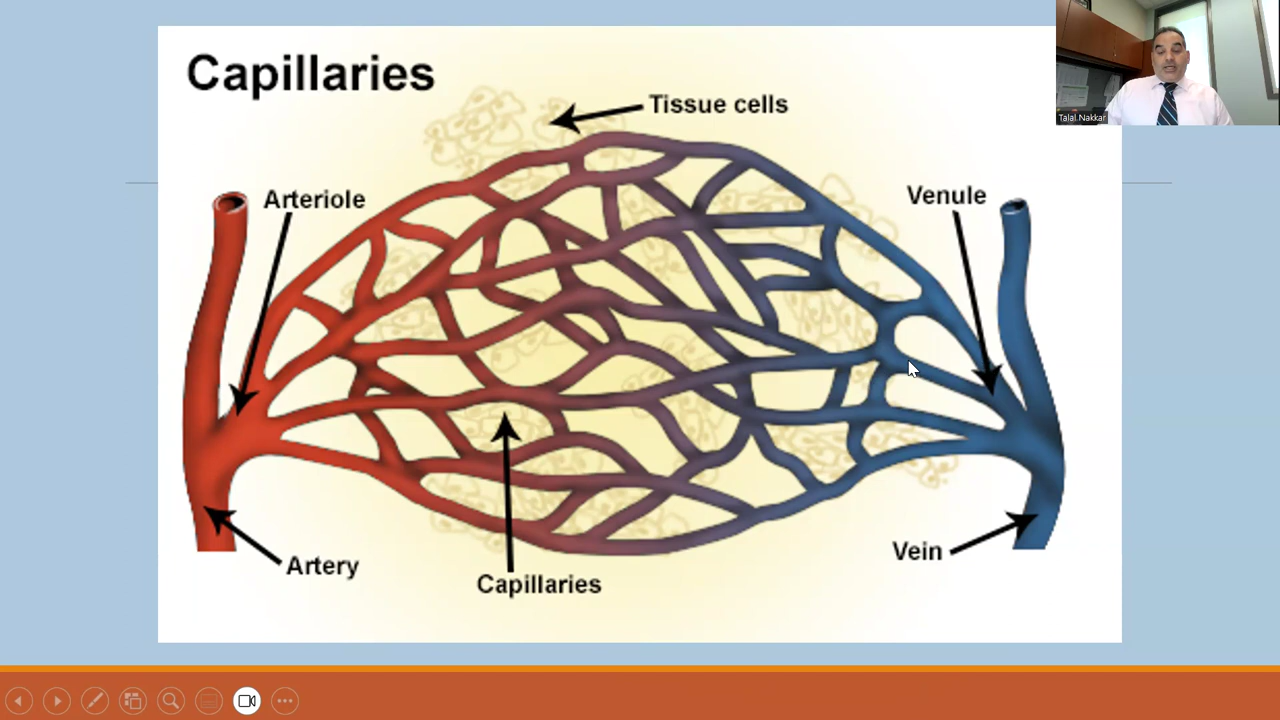 Capillaries
Tissue cells
Talal Nakkar
Arteriole
Venule
Artery
Capillaries
Vein